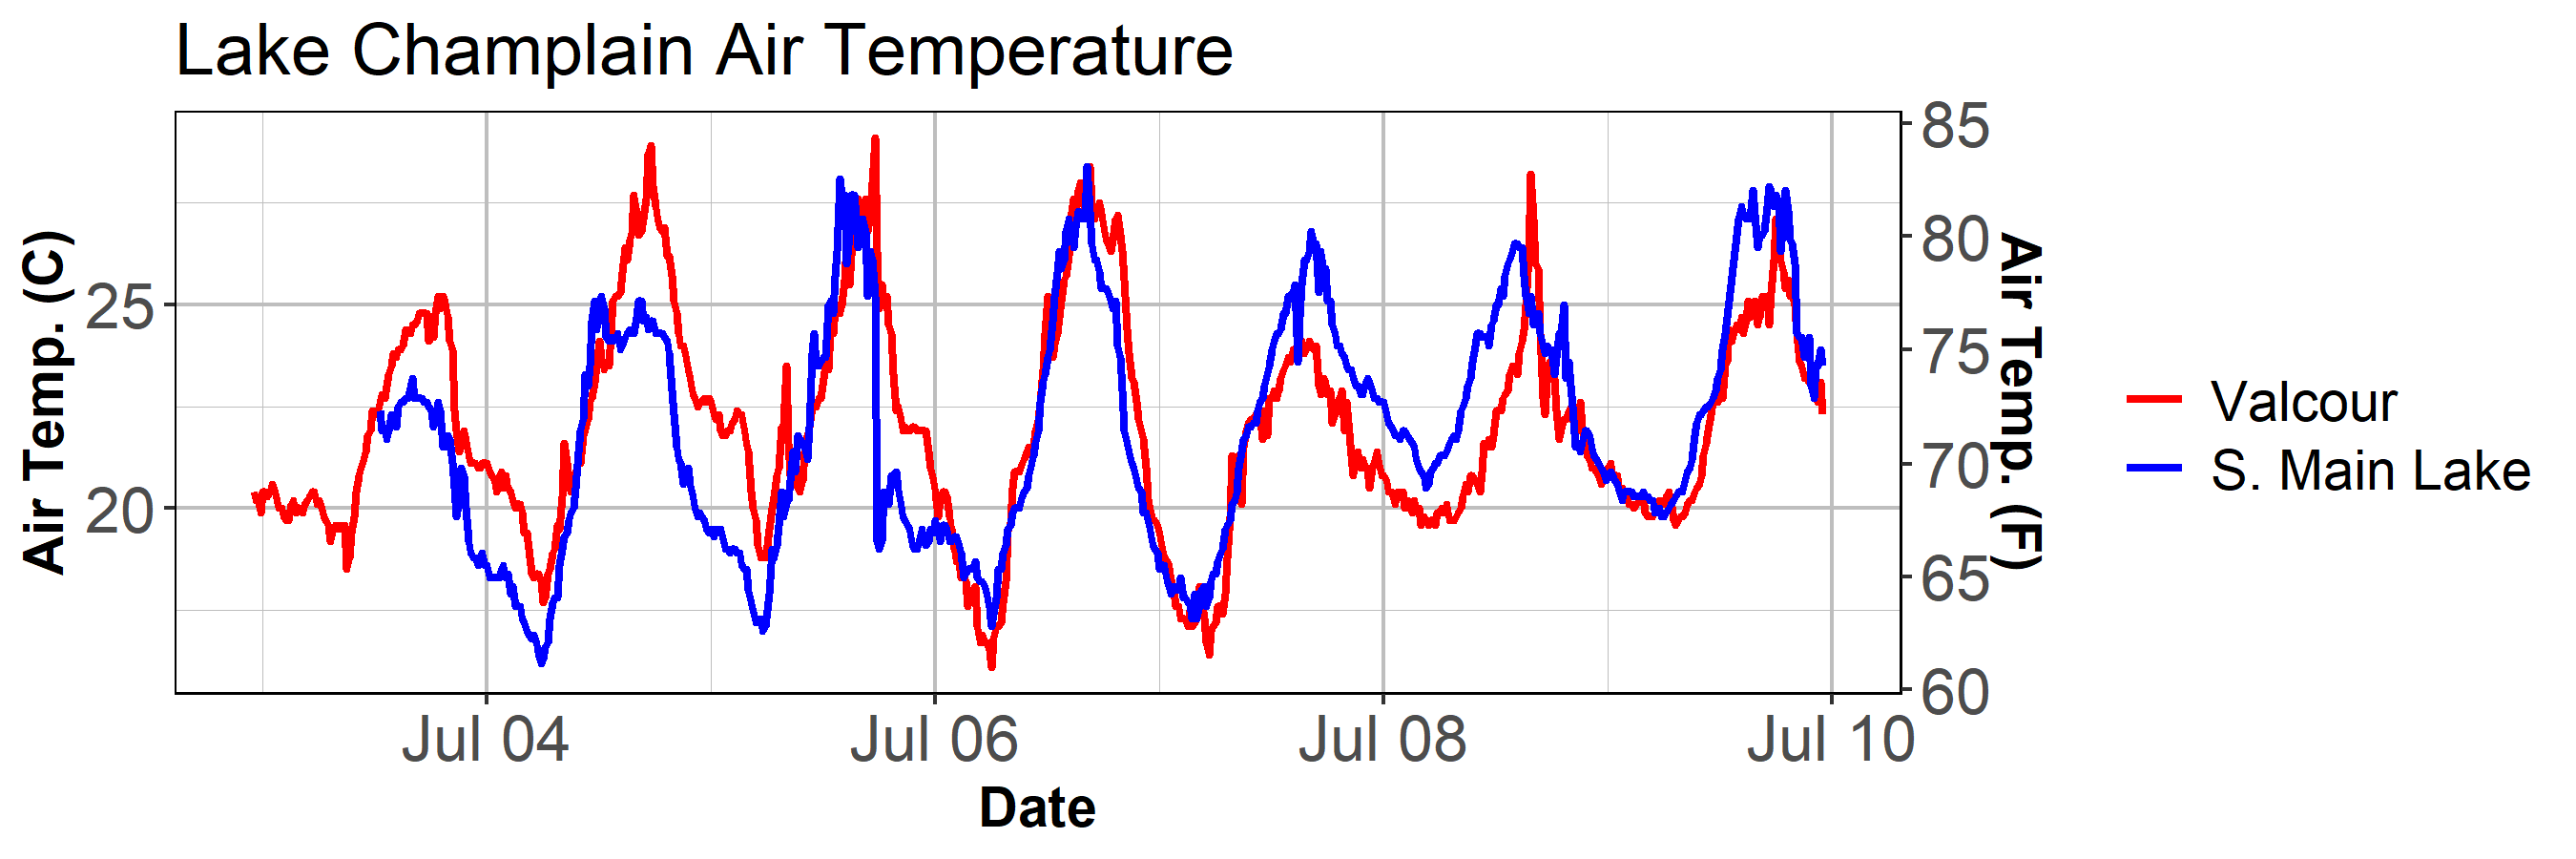 Lake Champlain Air Temperature
Air Temp. (C)
25
20
85
80
75
70
65
60
Air Temp. (F)
Jul 04
Jul 06
Jul 08
Jul 10
Date
Valcour
S. Main Lake